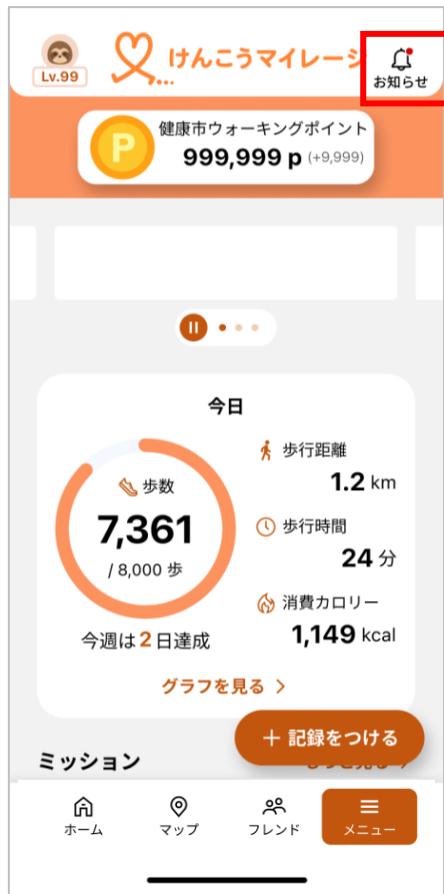 Lv.99
けんこうマイレージ
お知らせ
P
健康市ウォーキングポイント
999,999 p (+9,999)
今日
歩数
7,361
/ 8,000 歩
今週は2日達成
歩行距離
1.2 km
歩行時間
24 分
消費カロリー
1,149 kcal
グラフを見る >
+ 記録をつける
ミッション
ホーム
マップ
フレンド
メニュー